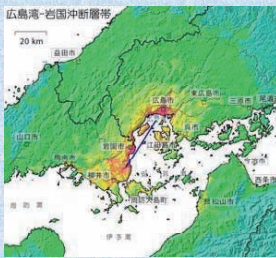 広島湾-岩国沖断層帯
20 km
益田市
広島市
東広島市
三原市
尾道
山口市
岩国市
呉市
江田島市
周南市
今治市
柳井市
西条市
周防大島町
周防灘
松山市
伊予灘